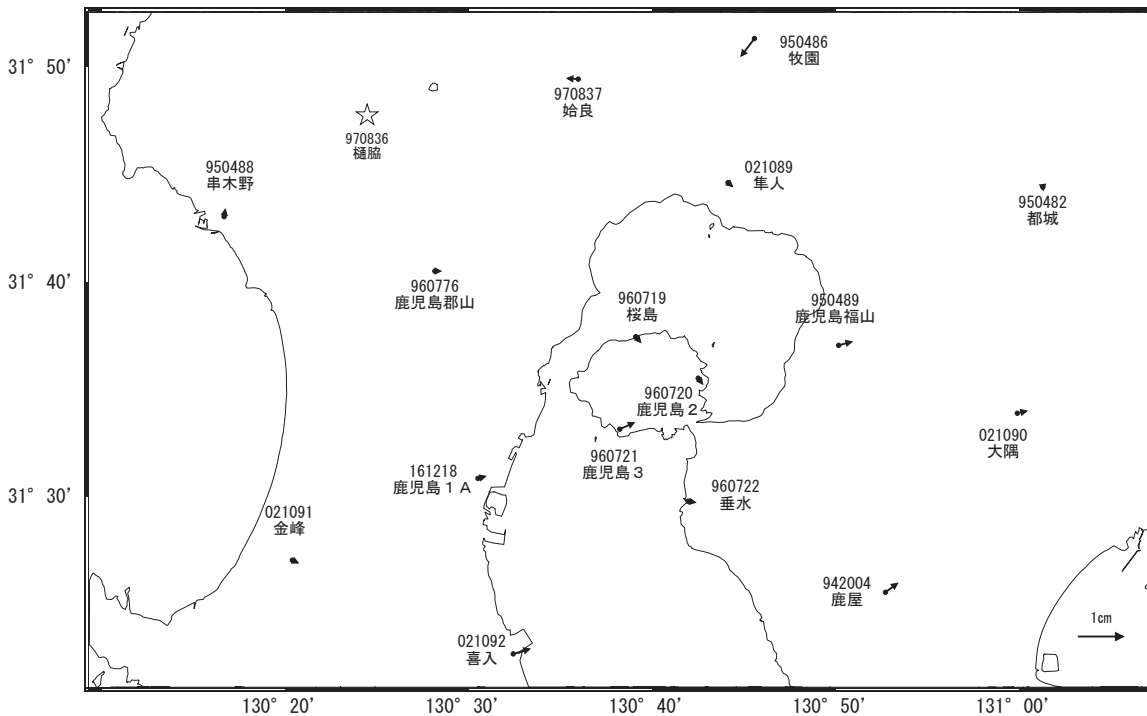 950486
牧園
31° 50′
970837
姶良
970836
樋脇
021089
隼人
950488
串木野
950482
都城
31° 40′
960776
鹿児島郡山
960719
桜島
950489
鹿児島福山
960720
鹿児島２
021090
大隅
960721
鹿児島３
161218
鹿児島１Ａ
31° 30′
960722
垂水
021091
金峰
942004
鹿屋
1㎝
021092
喜入
130° 20′
130° 30′
130° 40′
130° 50′
131° 00′